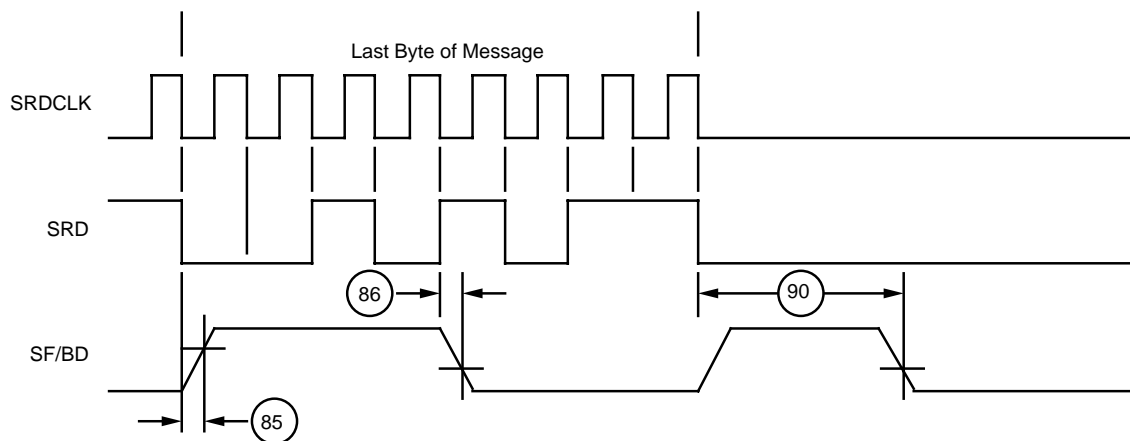 Last Byte of Message
SRDCLK
SRD
86
90
SF/BD
85